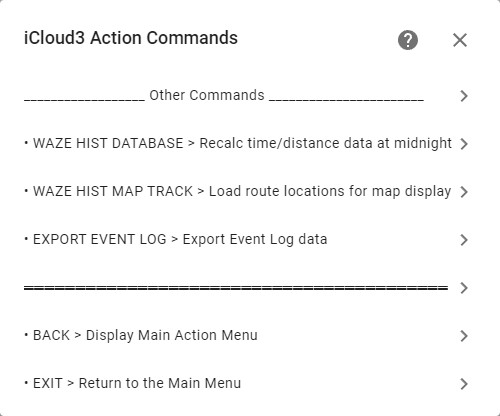 iCloud3 Action Commands
__________________ Other Commands _______________________
• WAZE HIST DATABASE > Recalc time/distance data at midnight
• WAZE HIST MAP TRACK > Load route locations for map display
• EXPORT EVENT LOG > Export Event Log data
══════════════════════════════════════════
• BACK > Display Main Action Menu
• EXIT > Return to the Main Menu